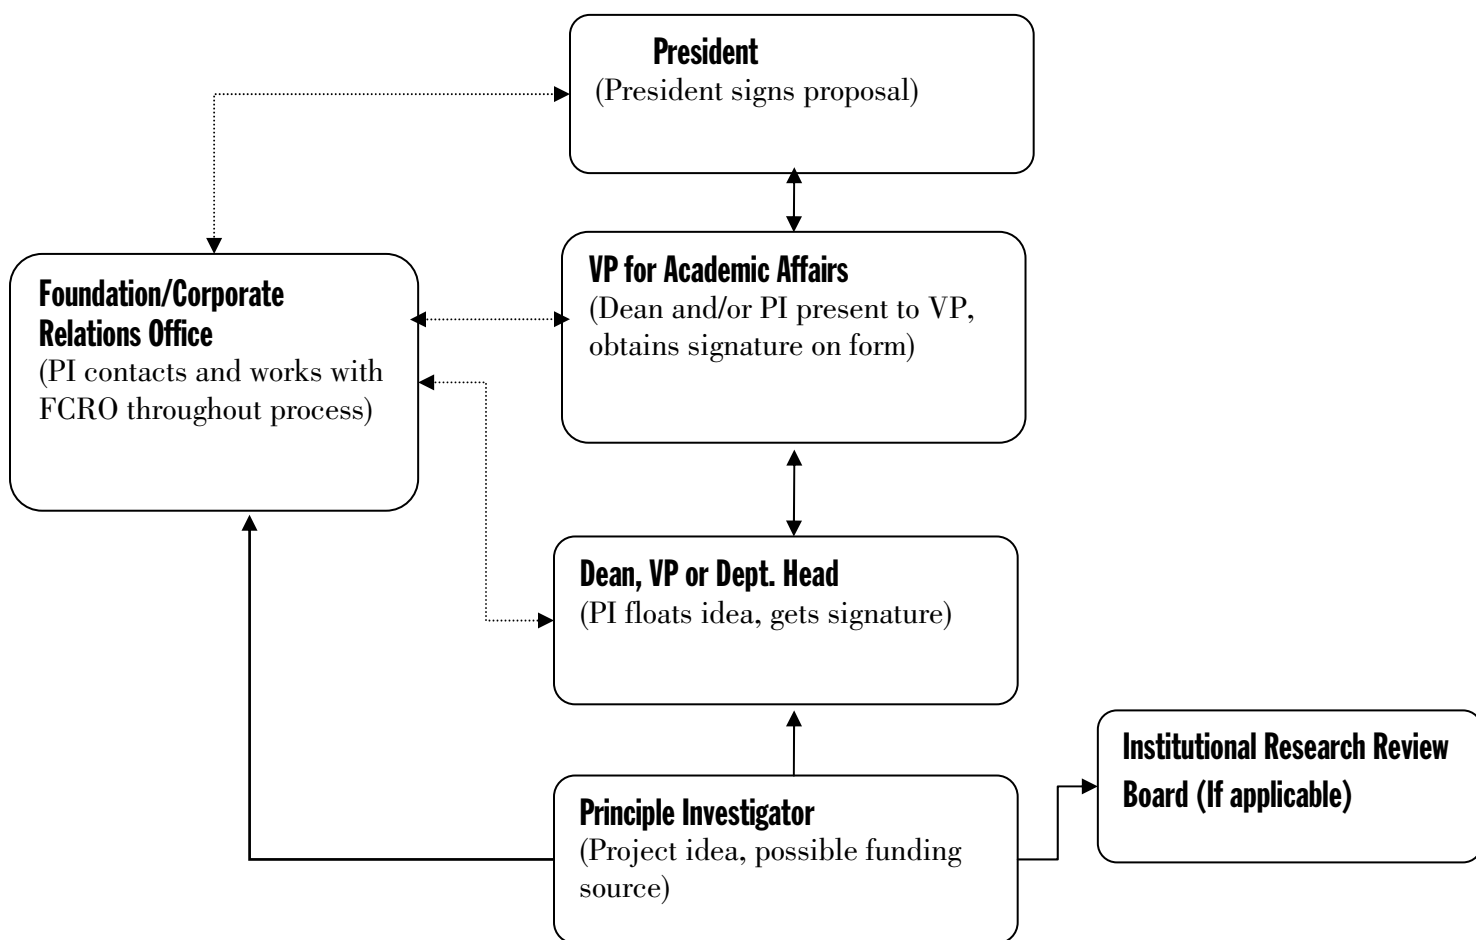 President
(President signs proposal)
Foundation/Corporate
Relations Office
(PI contacts and works with
FCRO throughout process)
VP for Academic Affairs
(Dean and/or PI present to VP,
obtains signature on form)
Dean, VP or Dept. Head
(PI floats idea, gets signature)
Principle Investigator
(Project idea, possible funding
source)
Institutional Research Review
Board (If applicable)